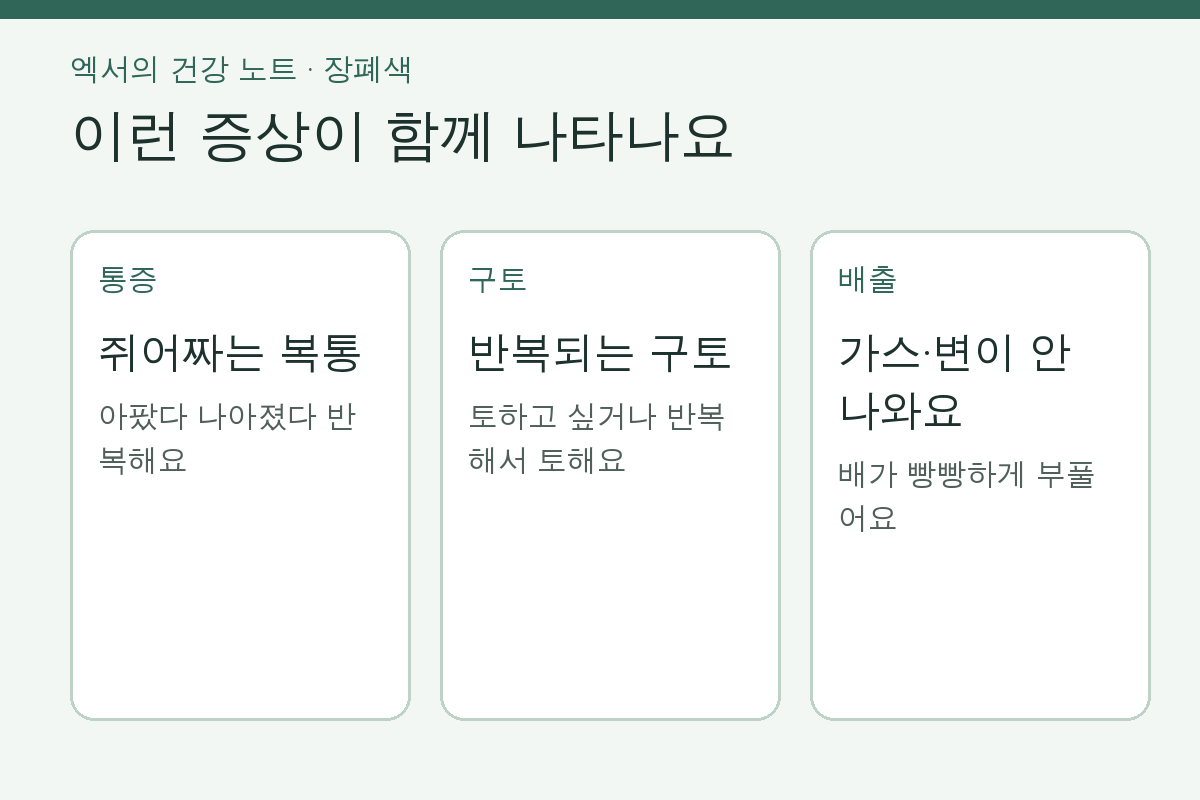 엑서의 건강 노트 · 장폐색
이런 증상이 함께 나타나요
통증
쥐어짜는 복통
아팠다 나아졌다 반
복해요
구토
반복되는 구토
토하고 싶거나 반복
해서 토해요
배출
가스·변이 안
나와요
배가 빵빵하게 부풀
어요